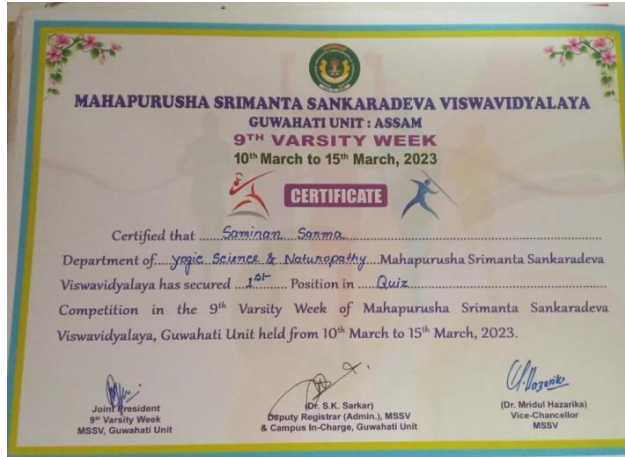 MAHAPURUSHA SRIMANTA SANKARADEVA VISWAVIDYALAYA
GUWAHATI UNIT : ASSAM
9TH VARSITY WEEK
10th March to 15th March, 2023
CERTIFICATE
Certified that Saminan Sarma
Department of Yogic Science & Naturopathy Mahapurusha Srimanta Sankaradeva
Viswavidyalaya has secured 1st Position in Quiz
Competition in the 9th Varsity Week of Mahapurusha Srimanta Sankaradeva
Viswavidyalaya, Guwahati Unit held from 10th March to 15th March, 2023.
Joint President
9th Varsity Week
MSSV, Guwahati Unit
(Dr. S.K. Sarkar)
Deputy Registrar (Admin.), MSSV
& Campus In-Charge, Guwahati Unit
(Dr. Mridul Hazarika)
Vice-Chancellor
MSSV